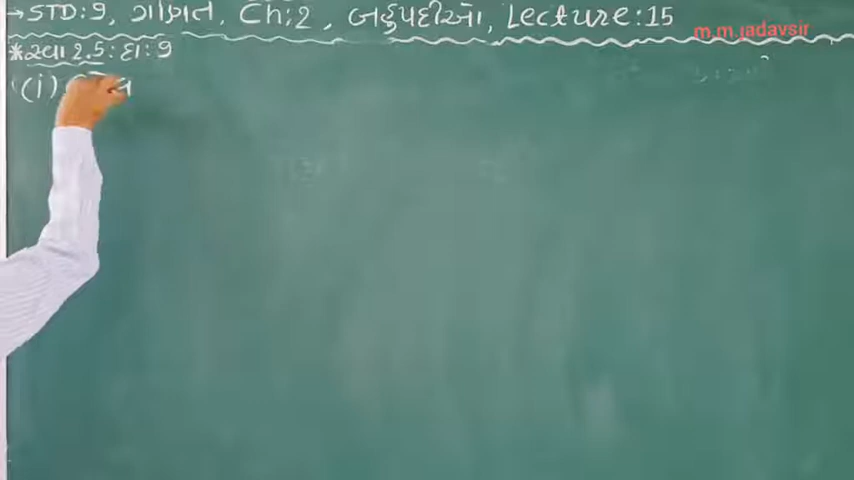 →STD:9, ગણિત, Ch:2, બહુપદીઓ, Lecture:15
m.m.jadavsir
*સ્વા 2.5: દા: 9
(i)